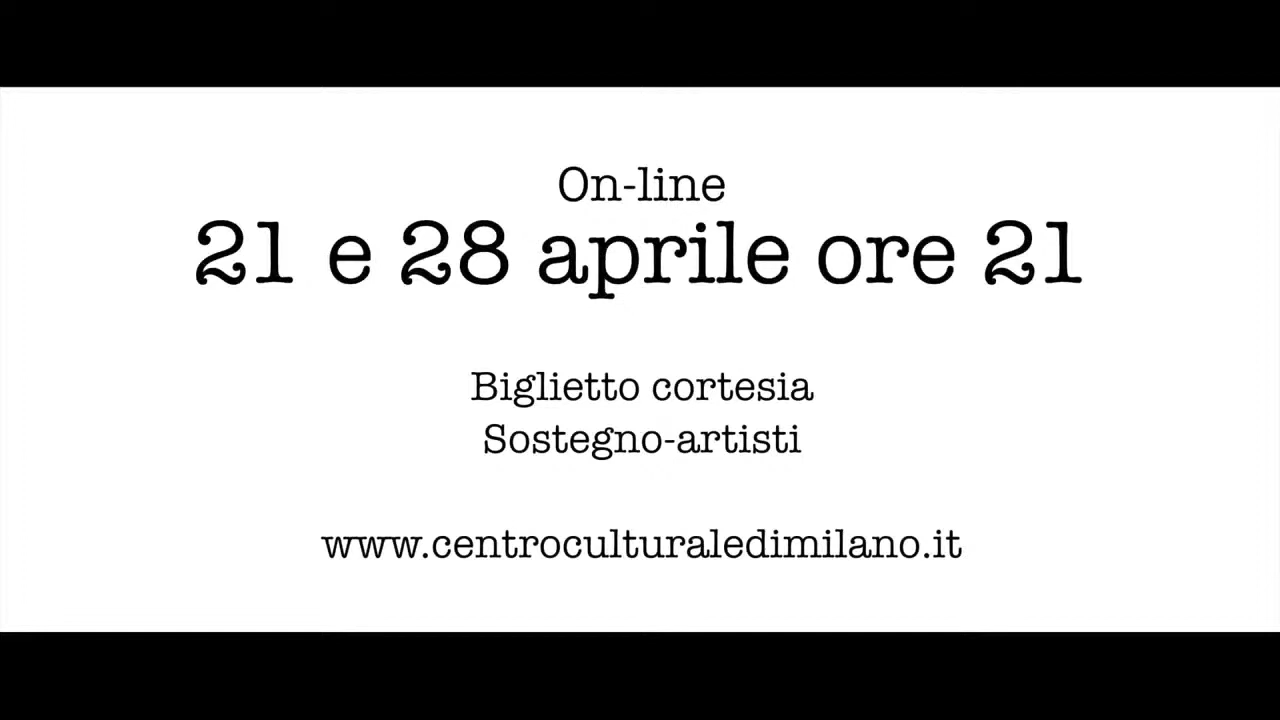 On-line
21 e 28 aprile ore 21
Biglietto cortesia
Sostegno-artisti
www.centroculturaledimilano.it